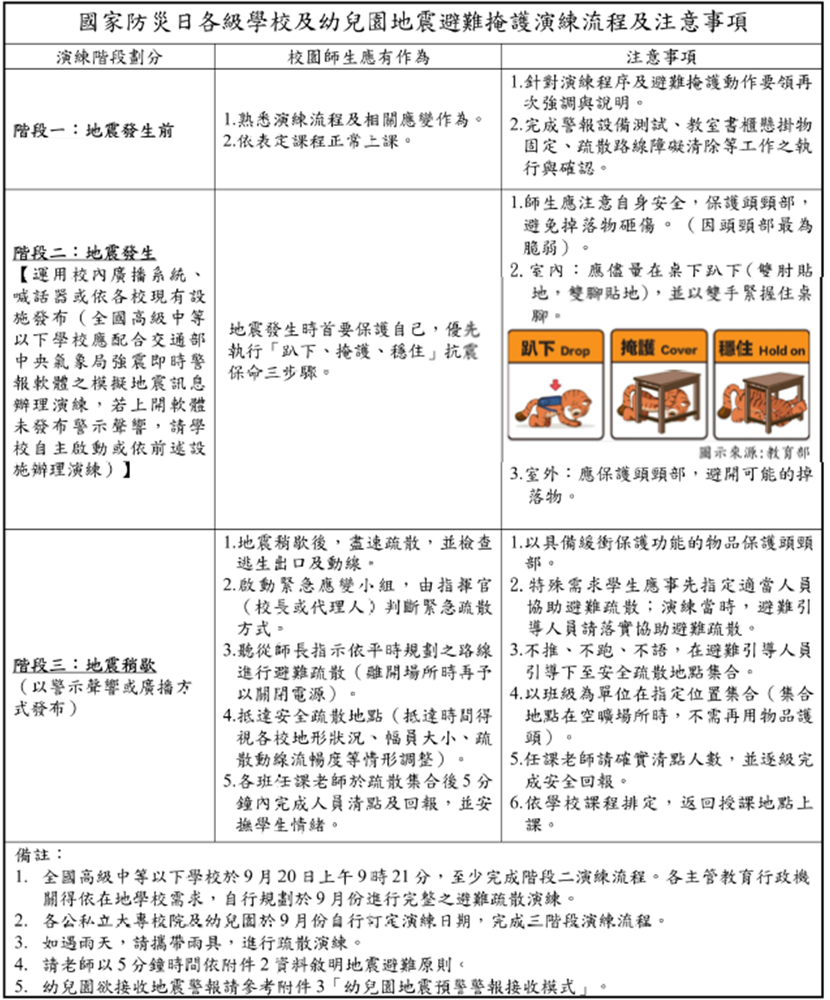 國家防災日各級學校及幼兒園地震避難掩護演練流程及注意事項
演練階段劃分
校園師生應有作為
注意事項
階段一：地震發生前
1.熟悉演練流程及相關應變作為。
2.依表定課程正常上課。
1.針對演練程序及避難掩護動作要領再
次強調與說明。
2.完成警報設備測試、教室書櫃懸掛物
固定、疏散路線障礙清除等工作之執
行與確認。
階段二：地震發生
【運用校內廣播系統、
喊話器或依各校現有設
施發布（全國高級中等
以下學校應配合交通部
中央氣象局強震即時警
報軟體之模擬地震訊息
辦理演練，若上開軟體
未發布警示聲響，請學
校自主啟動或依前述設
施辦理演練）】
地震發生時首要保護自己，優先
執行「趴下、掩護、穩住」抗震
保命三步驟。
1.師生應注意自身安全，保護頭頸部，
避免掉落物砸傷。（因頭頸部最為
脆弱）。
2. 室內：應儘量在桌下趴下(雙肘貼
地，雙腳貼地)，並以雙手緊握住桌
腳。
趴下 Drop
掩護 Cover
穩住 Hold on
圖示來源:教育部
3.室外：應保護頭頸部，避開可能的掉
落物。
階段三：地震稍歇
（以警示聲響或廣播方
式發布）
1.地震稍歇後，盡速疏散，並檢查
逃生出口及動線。
2.啟動緊急應變小組，由指揮官
（校長或代理人）判斷緊急疏散
方式。
3.聽從師長指示依平時規劃之路線
進行避難疏散（離開場所時再予
以關閉電源）。
4.抵達安全疏散地點（抵達時間得
視各校地形狀況、幅員大小、疏
散動線流暢度等情形調整）。
5.各班任課老師於疏散集合後5分
鐘內完成人員清點及回報，並安
撫學生情緒。
1.以具備緩衝保護功能的物品保護頭頸
部。
2. 特殊需求學生應事先指定適當人員
協助避難疏散；演練當時，避難引
導人員請落實協助避難疏散。
3.不推、不跑、不語，在避難引導人員
引導下至安全疏散地點集合。
4.以班級為單位在指定位置集合（集合
地點在空曠場所時，不需再用物品護
頭）。
5.任課老師請確實清點人數，並逐級完
成安全回報。
6.依學校課程排定，返回授課地點上
課。
備註：
1. 全國高級中等以下學校於9月20日上午9時21分，至少完成階段二演練流程。各主管教育行政機
關得依在地學校需求，自行規劃於9月份進行完整之避難疏散演練。
2. 各公私立大專校院及幼兒園於9月份自行訂定演練日期，完成三階段演練流程。
3. 如遇雨天，請攜帶雨具，進行疏散演練。
4. 請老師以5分鐘時間依附件2資料敘明地震避難原則。
5. 幼兒園欲接收地震警報請參考附件3「幼兒園地震預警警報接收模式」。